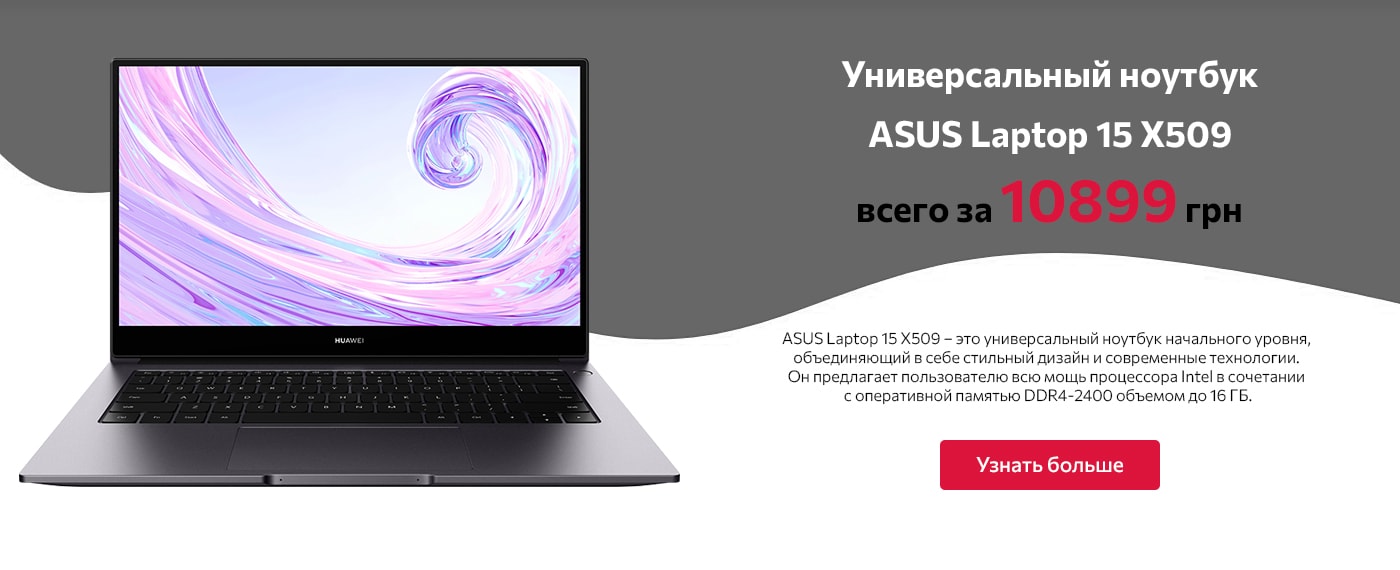 Универсальный ноутбук
ASUS Laptop 15 X509
всего за 10899 грн
HUAWEI
ASUS Laptop 15 X509 – это универсальный ноутбук начального уровня,
объединяющий в себе стильный дизайн и современные технологии.
Он предлагает пользователю всю мощь процессора Intel в сочетании
с оперативной памятью DDR4-2400 объемом до 16 ГБ.
Узнать больше